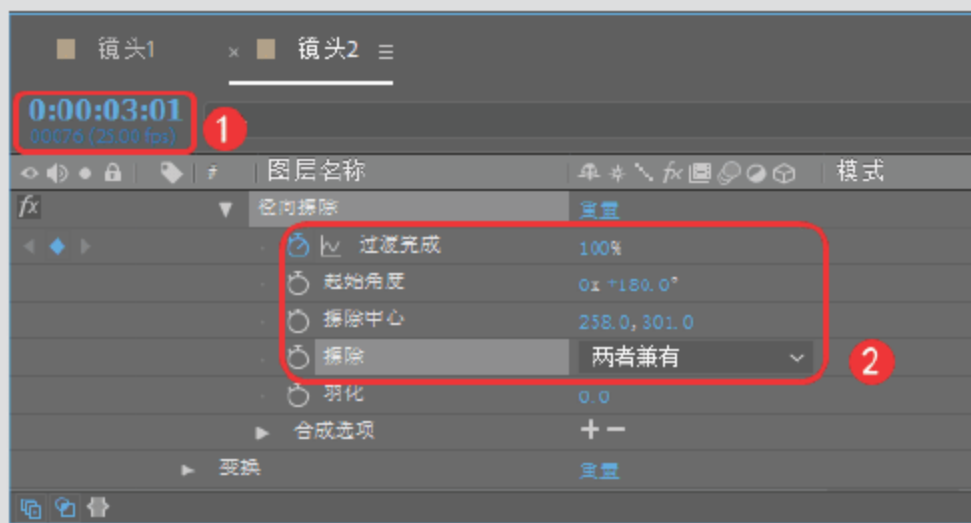 镜头1 × 镜头2
0:00:03:01
00076 (25.00 fps)
1
# 图层名称 fx 模式
fx 径向擦除 重置
过渡完成 100%
起始角度 0x +180.0°
擦除中心 258.0,301.0
擦除 两者兼有
2
羽化 0.0
合成选项 + −
变换 重置